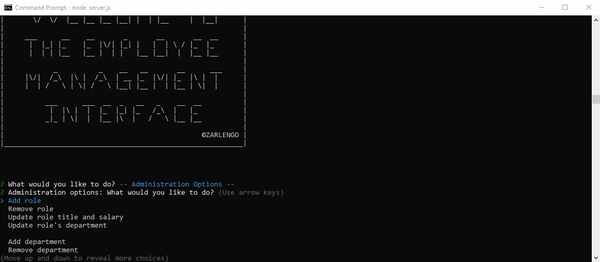 Command Prompt - node server.js
THE EMPLOYEE
MANAGEMENT
INTERFACE
©ZARLENGO
? What would you like to do? -- Administration Options --
? Administration options: What would you like to do? (Use arrow keys)
> Add role
Remove role
Update role title and salary
Update role's department
Add department
Remove department
(Move up and down to reveal more choices)